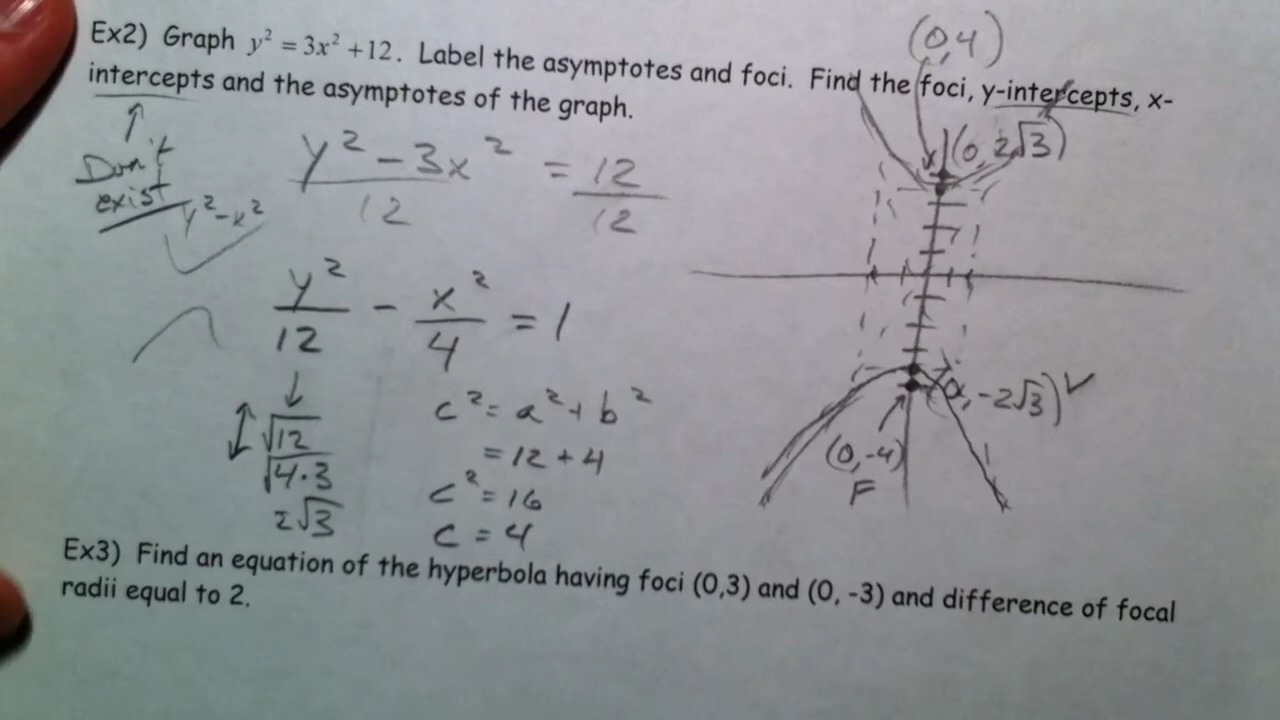 Ex2) Graph y² = 3x² + 12. Label the asymptotes and foci. Find the foci, y-intercepts, x-
intercepts and the asymptotes of the graph.
(0,4)
Don't
exist
y² - x²
y² - 3x² = 12
12 12
(0, 2√3)
y² - x² = 1
12 4
√12
√4·3
2√3
c² = a² + b²
= 12 + 4
c² = 16
c = 4
, -2√3)
(0, -4)
F
Ex3) Find an equation of the hyperbola having foci (0,3) and (0, -3) and difference of focal
radii equal to 2.